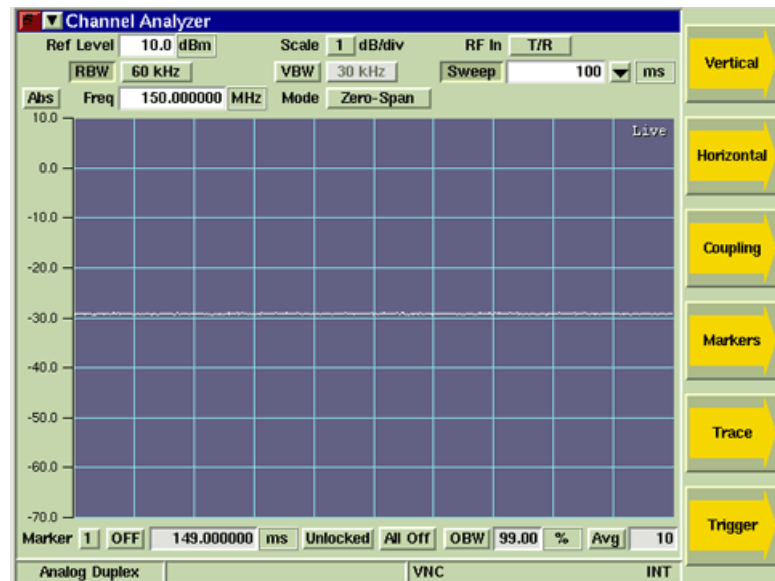 Channel Analyzer
Ref Level 10.0 dBm Scale 1 dB/div RF In T/R
RBW 60 kHz VBW 30 kHz Sweep 100 ms
Abs Freq 150.000000 MHz Mode Zero-Span
Live
10.0
0.0
-10.0
-20.0
-30.0
-40.0
-50.0
-60.0
-70.0
Marker 1 OFF 149.000000 ms Unlocked All Off OBW 99.00 % Avg 10
Analog Duplex VNC INT
Vertical
Horizontal
Coupling
Markers
Trace
Trigger